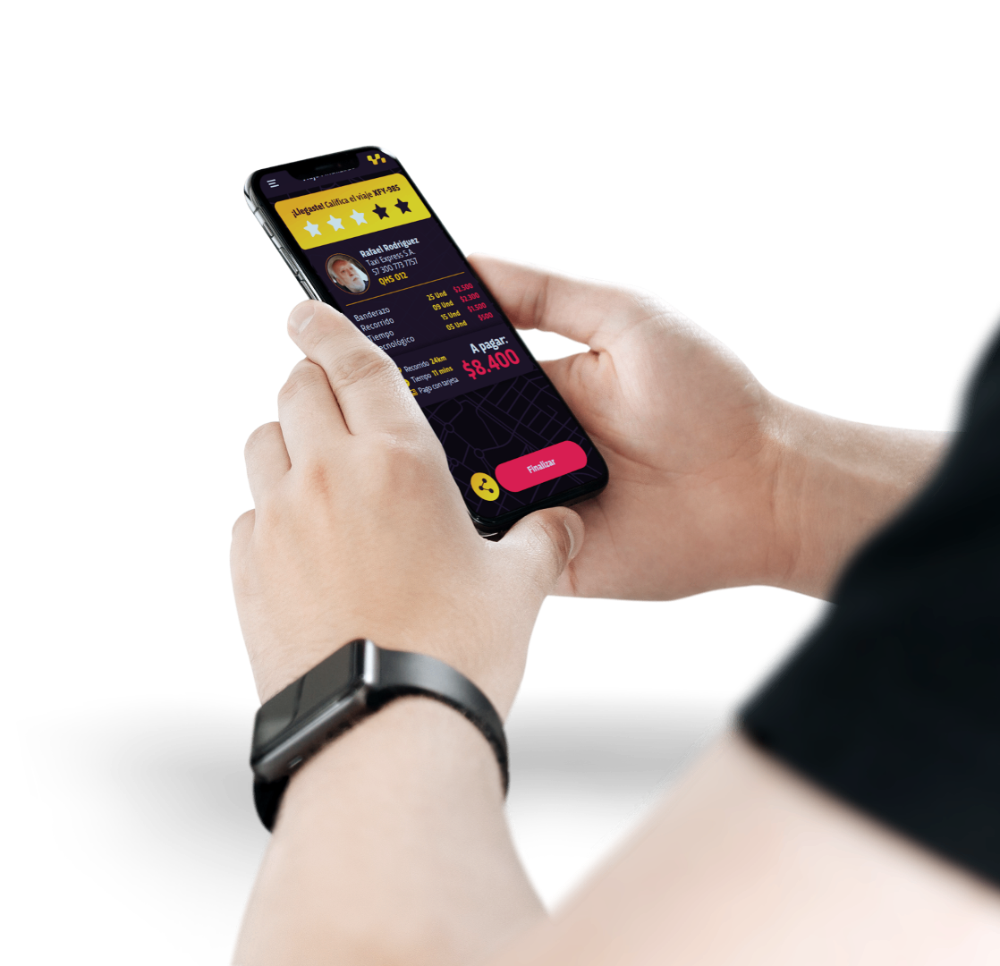 ¡Llegaste! Califica el viaje XFY-985
Rafael Rodriguez
Taxi Express S.A.
57 300 773 7757
QHS 012
Banderazo 25 Und $2.500
Recorrido 09 Und $2.300
Tiempo 15 Und $1.500
ecnológico 05 Und $500
Recorrido 24km
Tiempo 11 mins
Pago con tarjeta
A pagar:
$8.400
Finalizar